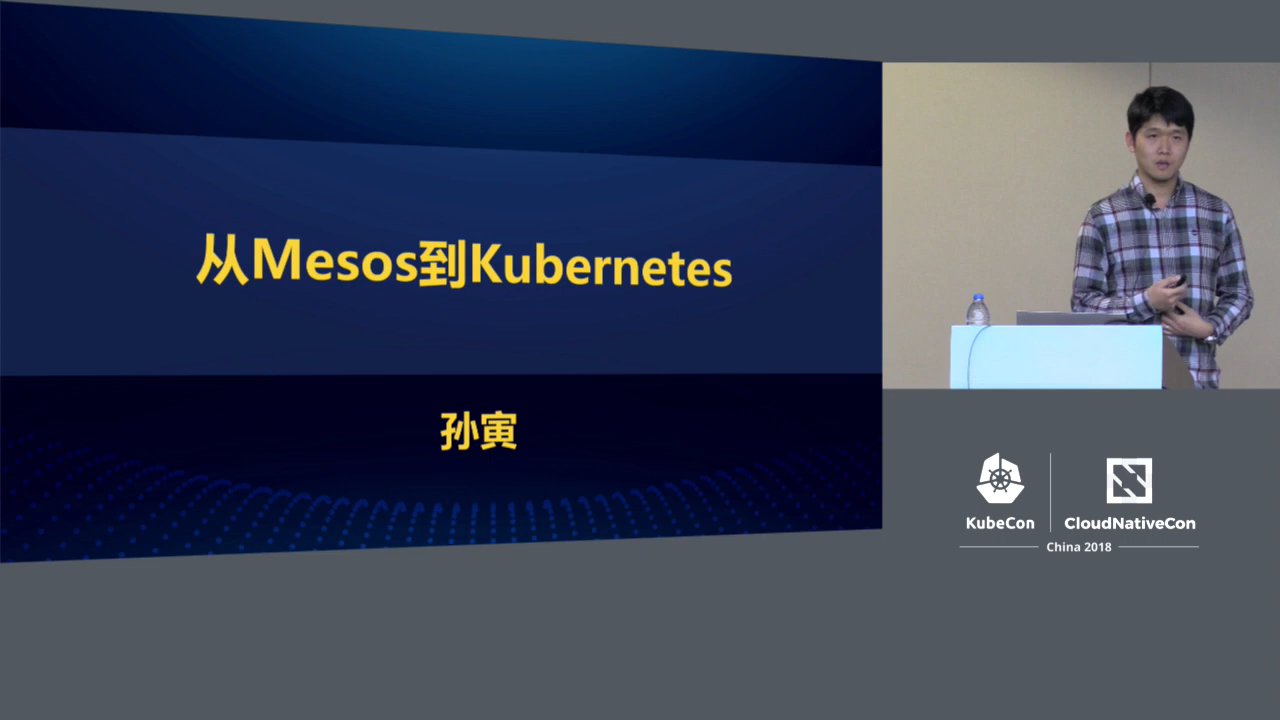 从Mesos到Kubernetes
孙寅
KubeCon
CloudNativeCon
China 2018